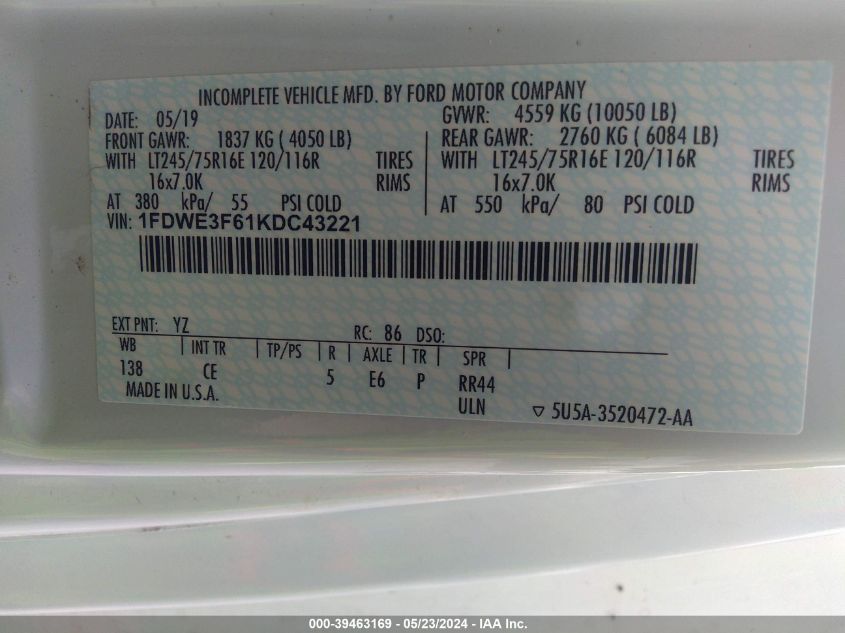 INCOMPLETE VEHICLE MFD. BY FORD MOTOR COMPANY
DATE: 05/19 GVWR: 4559 KG (10050 LB)
FRONT GAWR: 1837 KG ( 4050 LB) REAR GAWR: 2760 KG ( 6084 LB)
WITH LT245/75R16E 120/116R TIRES WITH LT245/75R16E 120/116R TIRES
16x7.0K RIMS 16x7.0K RIMS
AT 380 kPa/ 55 PSI COLD AT 550 kPa/ 80 PSI COLD
VIN: 1FDWE3F61KDC43221
EXT PNT: YZ RC: 86 DSO:
WB INT TR TP/PS R AXLE TR SPR
138 CE 5 E6 P RR44
MADE IN U.S.A. ULN ▽ 5U5A-3520472-AA
000-39463169 - 05/23/2024 - IAA Inc.